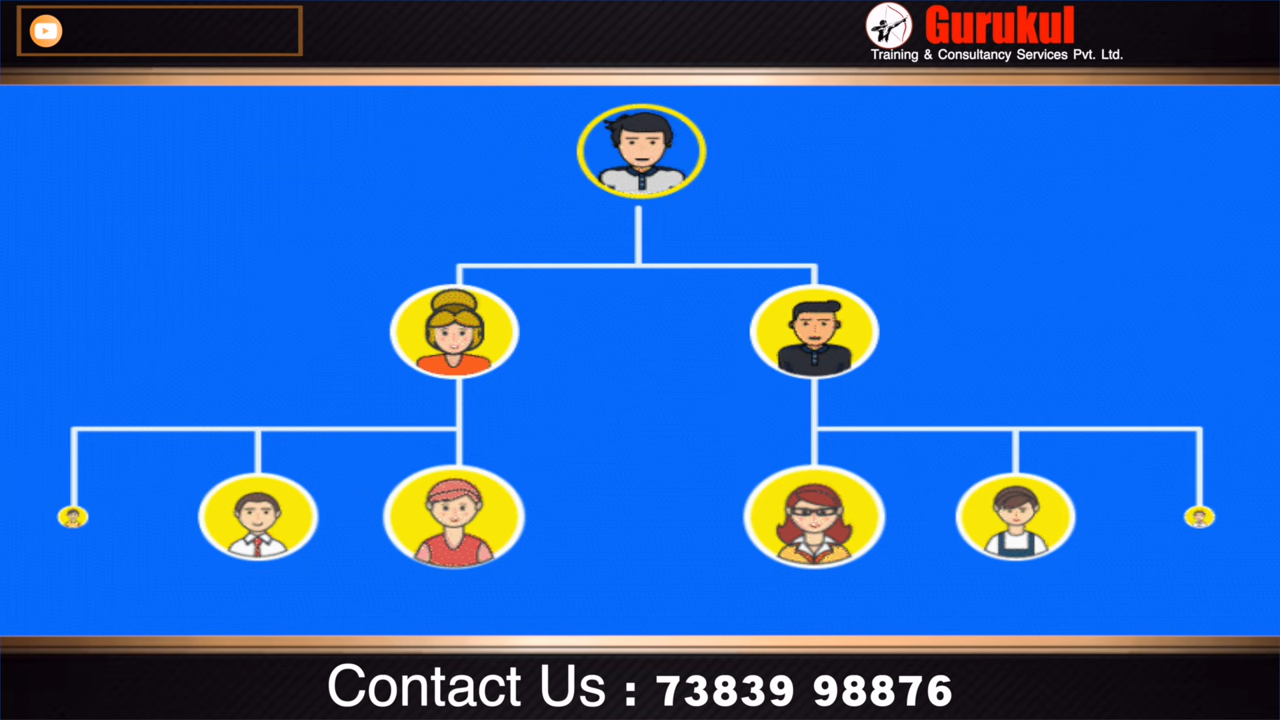 Gurukul
Training & Consultancy Services Pvt. Ltd.
Contact Us : 73839 98876